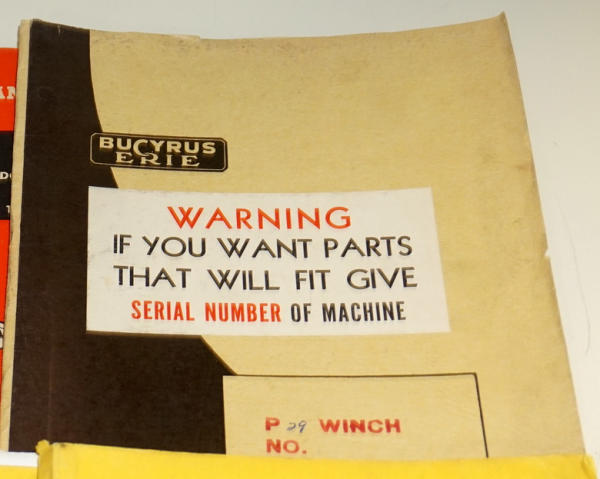 BUCYRUS
ERIE
WARNING
IF YOU WANT PARTS
THAT WILL FIT GIVE
SERIAL NUMBER OF MACHINE
P 29 WINCH
NO.